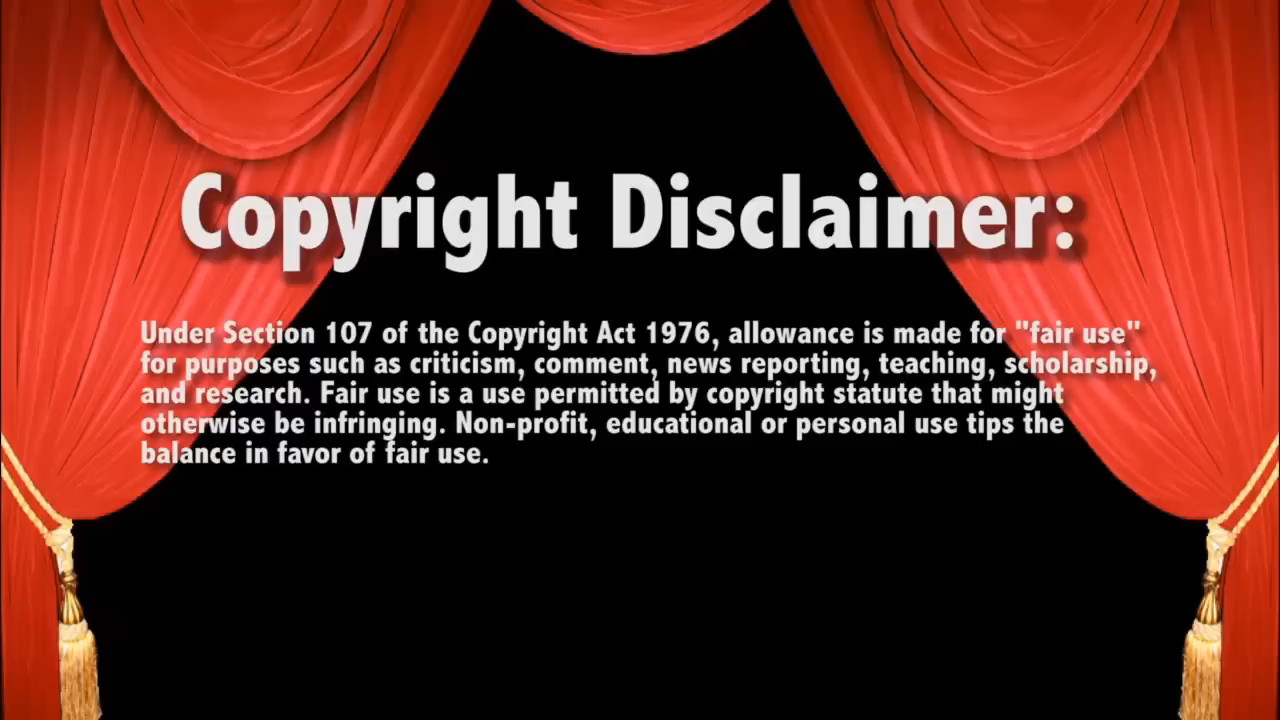 Copyright Disclaimer:
Under Section 107 of the Copyright Act 1976, allowance is made for "fair use"
for purposes such as criticism, comment, news reporting, teaching, scholarship,
and research. Fair use is a use permitted by copyright statute that might
otherwise be infringing. Non-profit, educational or personal use tips the
balance in favor of fair use.